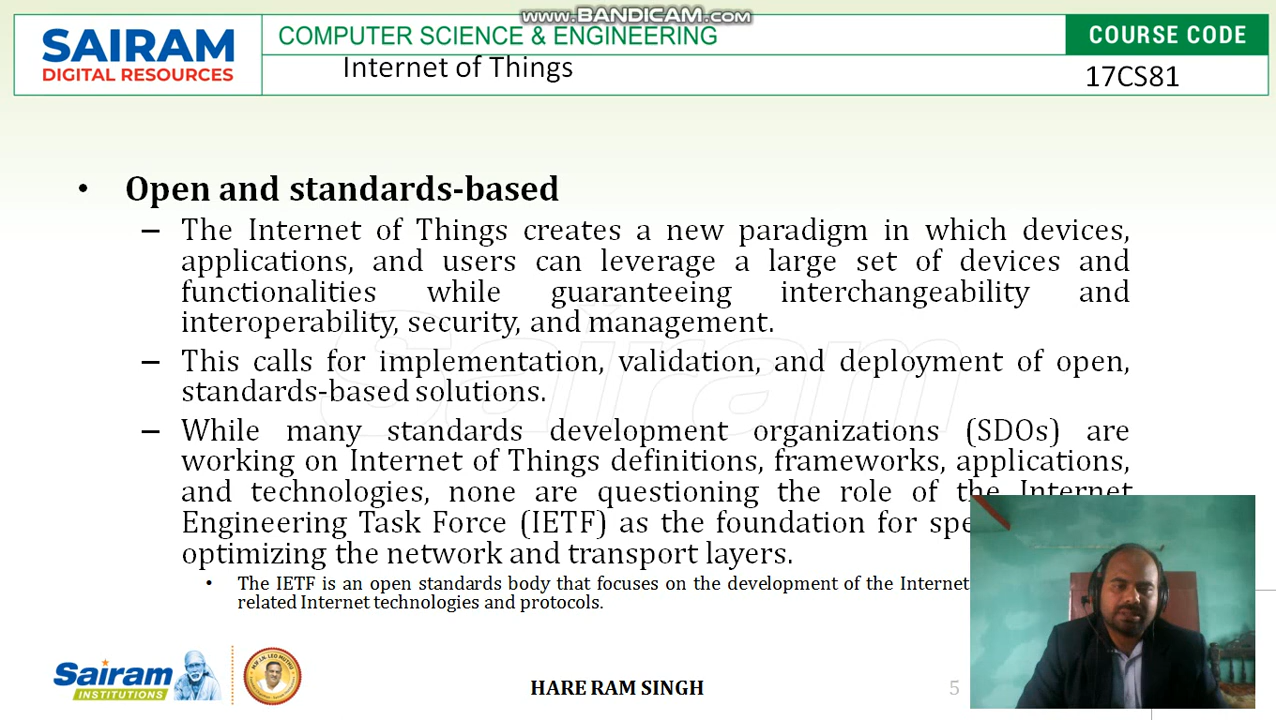 www.BANDICAM.com
SAIRAM
DIGITAL RESOURCES
COMPUTER SCIENCE & ENGINEERING
COURSE CODE
Internet of Things
17CS81
• Open and standards-based
– The Internet of Things creates a new paradigm in which devices,
applications, and users can leverage a large set of devices and
functionalities while guaranteeing interchangeability and
interoperability, security, and management.
– This calls for implementation, validation, and deployment of open,
standards-based solutions.
– While many standards development organizations (SDOs) are
working on Internet of Things definitions, frameworks, applications,
and technologies, none are questioning the role of the Internet
Engineering Task Force (IETF) as the foundation for
optimizing the network and transport layers.
• The IETF is an open standards body that focuses on the development of the Internet
related Internet technologies and protocols.
Sairam
Sairam
INSTITUTIONS
HARE RAM SINGH
5